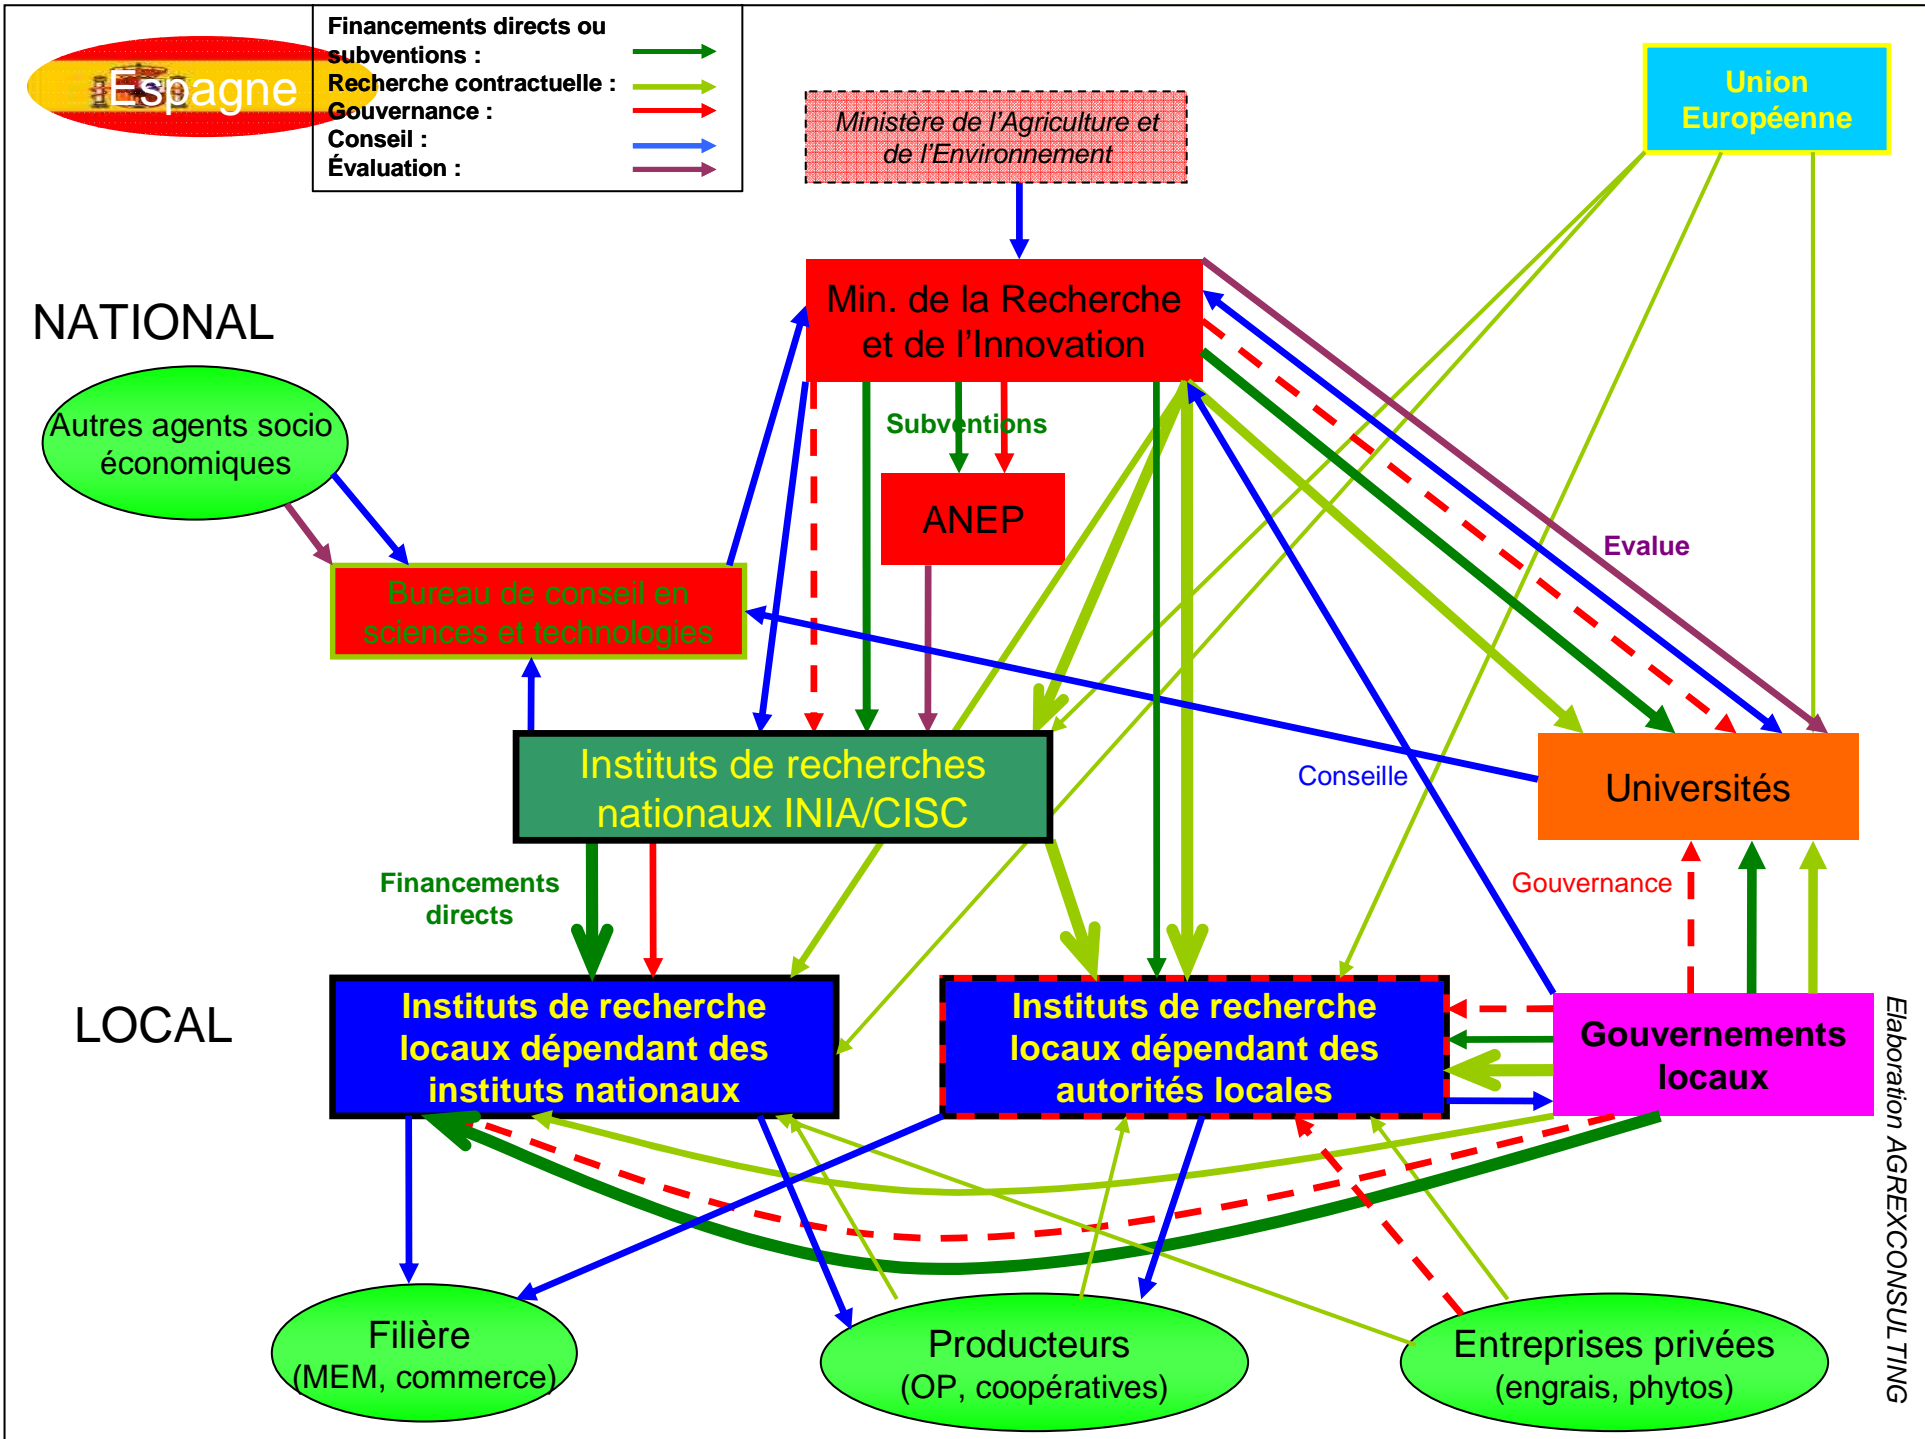 Espagne
Financements directs ou
subventions :
Recherche contractuelle :
Gouvernance :
Conseil :
Évaluation :
Union
Européenne
Ministère de l'Agriculture et
de l'Environnement
NATIONAL
Min. de la Recherche
et de l'Innovation
Autres agents socio
économiques
Subventions
ANEP
Evalue
Bureau de conseil en
sciences et technologies
Instituts de recherches
nationaux INIA/CISC
Conseille
Universités
Financements
directs
Gouvernance
LOCAL
Instituts de recherche
locaux dépendant des
instituts nationaux
Instituts de recherche
locaux dépendant des
autorités locales
Gouvernements
locaux
Elaboration AGREXCONSULTING
Filière
(MEM, commerce)
Producteurs
(OP, coopératives)
Entreprises privées
(engrais, phytos)